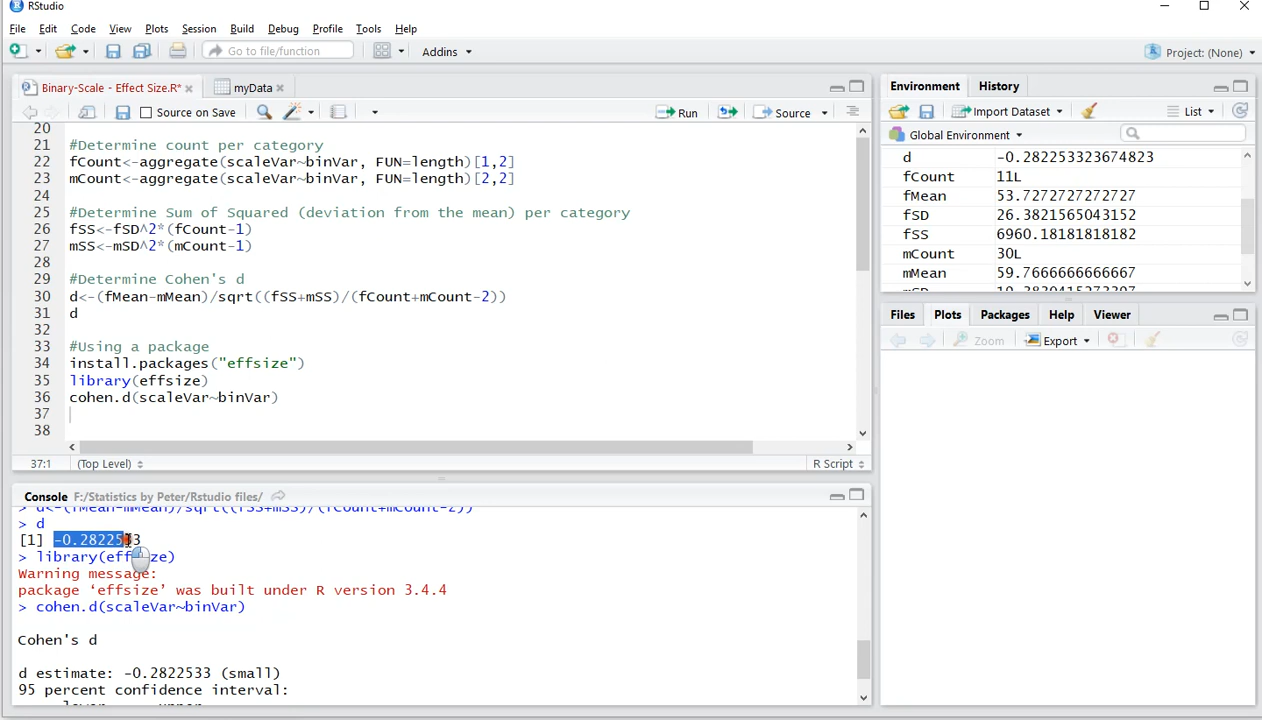 RStudio
File Edit Code View Plots Session Build Debug Profile Tools Help
Go to file/function Addins Project: (None)
Binary-Scale - Effect Size.R* myData
Source on Save Run Source
20
21 #Determine count per category
22 fCount<-aggregate(scaleVar~binVar, FUN=length)[1,2]
23 mCount<-aggregate(scaleVar~binVar, FUN=length)[2,2]
24
25 #Determine Sum of Squared (deviation from the mean) per category
26 fSS<-fSD^2*(fCount-1)
27 mSS<-mSD^2*(mCount-1)
28
29 #Determine Cohen's d
30 d<-(fMean-mMean)/sqrt((fSS+mSS)/(fCount+mCount-2))
31 d
32
33 #Using a package
34 install.packages("effsize")
35 library(effsize)
36 cohen.d(scaleVar~binVar)
37
38
37:1 (Top Level) R Script
Console F:/Statistics by Peter/Rstudio files/
> d<-(fMean-mMean)/sqrt((fSS+mSS)/(fCount+mCount-2))
> d
[1] -0.2822533
> library(effsize)
Warning message:
package ‘effsize’ was built under R version 3.4.4
> cohen.d(scaleVar~binVar)
Cohen's d
d estimate: -0.2822533 (small)
95 percent confidence interval:
Environment History
Import Dataset List
Global Environment
d -0.282253323674823
fCount 11L
fMean 53.7272727272727
fSD 26.3821565043152
fSS 6960.18181818182
mCount 30L
mMean 59.7666666666667
Files Plots Packages Help Viewer
Zoom Export